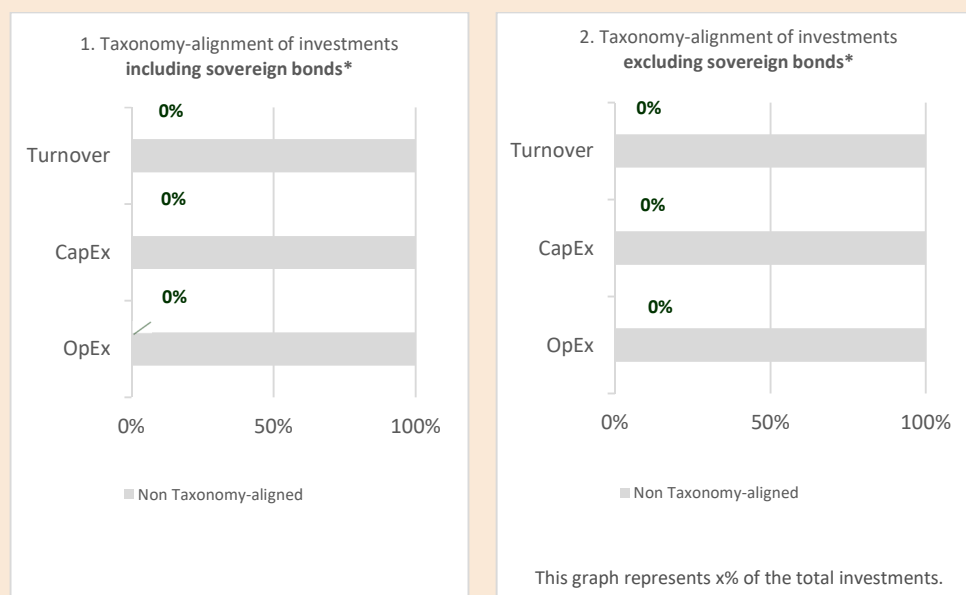 1. Taxonomy-alignment of investments
including sovereign bonds*
0%
Turnover
0%
CapEx
0%
OpEx
0% 50% 100%
Non Taxonomy-aligned
2. Taxonomy-alignment of investments
excluding sovereign bonds*
0%
Turnover
0%
CapEx
0%
OpEx
0% 50% 100%
Non Taxonomy-aligned
This graph represents x% of the total investments.